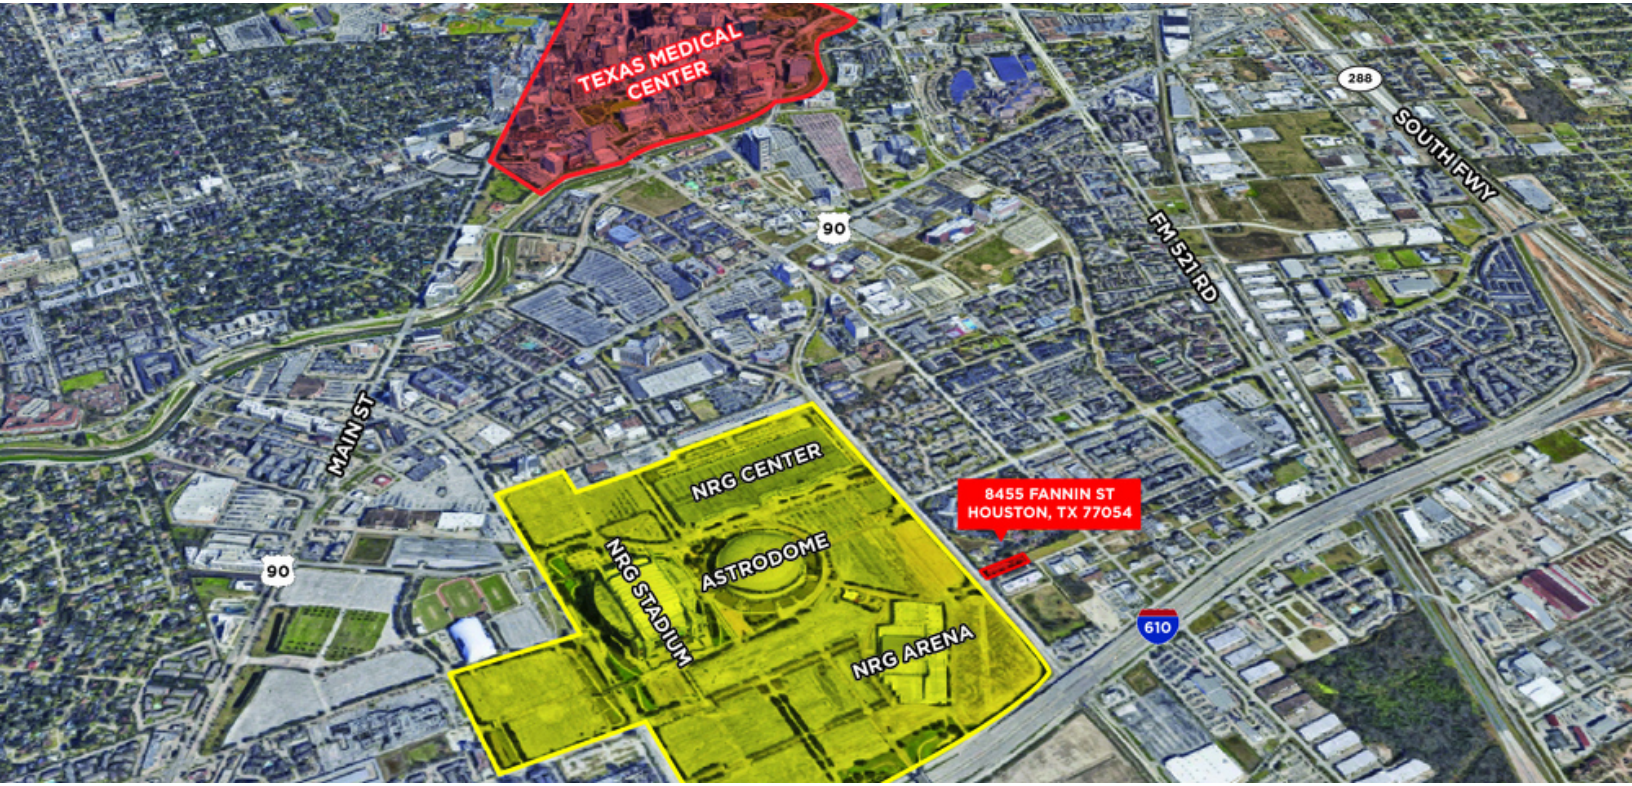 TEXAS MEDICAL
CENTER
288
SOUTH FWY
90
FM 521 RD
MAIN ST
NRG CENTER
8455 FANNIN ST
HOUSTON, TX 77054
ASTRODOME
NRG STADIUM
90
610
NRG ARENA